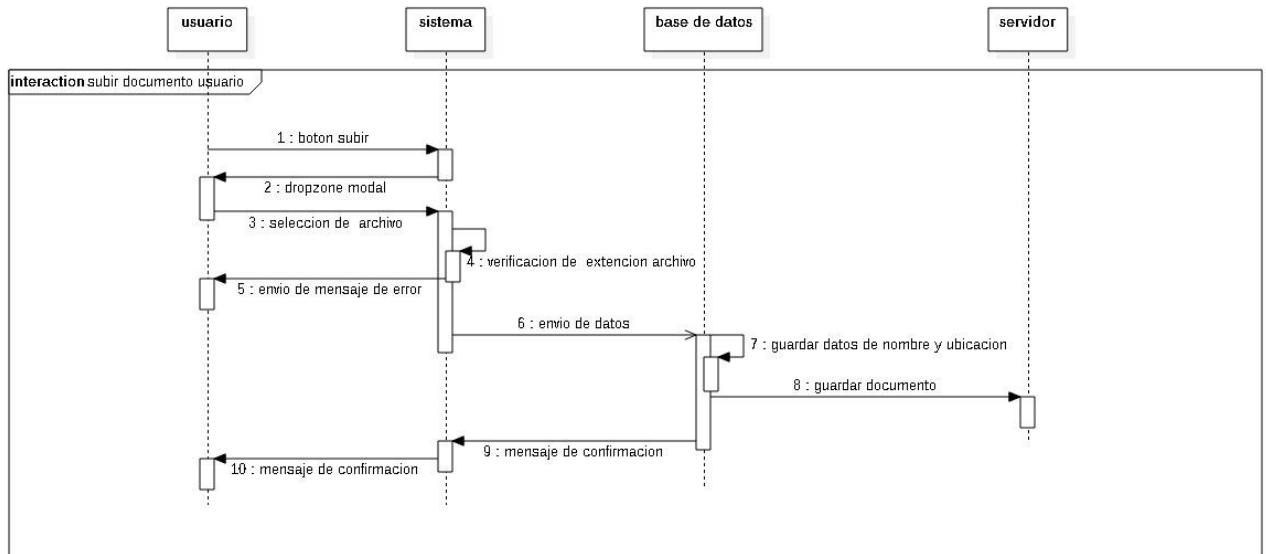 usuario
sistema
base de datos
servidor
interaction subir documento usuario
1 : boton subir
2 : dropzone modal
3 : seleccion de archivo
4 : verificacion de extencion archivo
5 : envio de mensaje de error
6 : envio de datos
7 : guardar datos de nombre y ubicacion
8 : guardar documento
9 : mensaje de confirmacion
10 : mensaje de confirmacion